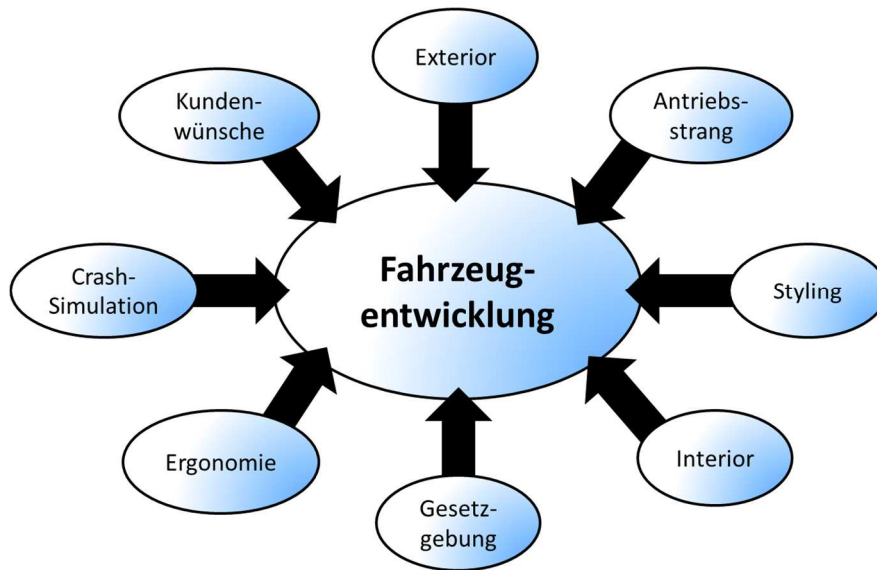 Exterior
Kunden-
wünsche
Antriebs-
strang
Crash-
Simulation
Fahrzeug-
entwicklung
Styling
Ergonomie
Interior
Gesetz-
gebung